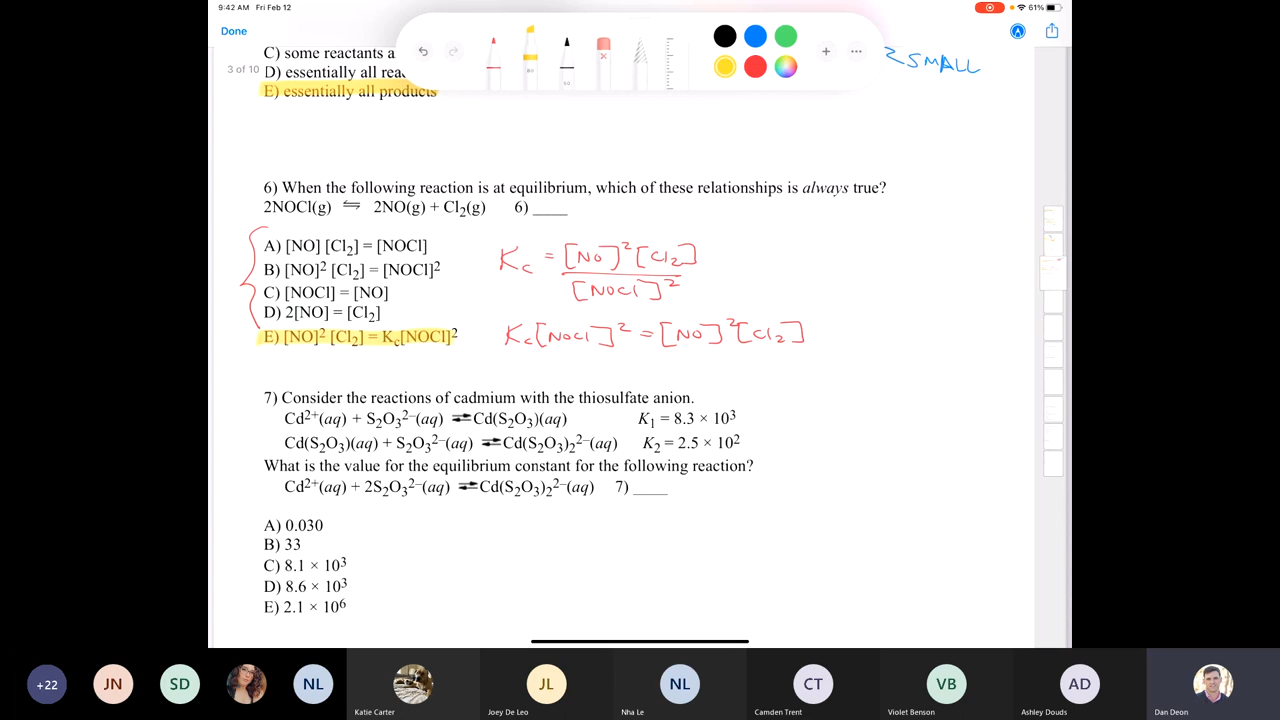 9:42 AM Fri Feb 12
61%
Done
3 of 10
C) some reactants a
D) essentially all rea
E) essentially all products
SMALL
6) When the following reaction is at equilibrium, which of these relationships is always true?
2NOCl(g) ⇋ 2NO(g) + Cl₂(g) 6) ____
A) [NO] [Cl₂] = [NOCl]
B) [NO]² [Cl₂] = [NOCl]²
C) [NOCl] = [NO]
D) 2[NO] = [Cl₂]
E) [NO]² [Cl₂] = K_c[NOCl]²
K_c = [NO]²[Cl₂]
[NOCl]²
K_c[NOCl]² = [NO]²[Cl₂]
7) Consider the reactions of cadmium with the thiosulfate anion.
Cd²⁺(aq) + S₂O₃²⁻(aq) ⇌ Cd(S₂O₃)(aq) K₁ = 8.3 × 10³
Cd(S₂O₃)(aq) + S₂O₃²⁻(aq) ⇌ Cd(S₂O₃)₂²⁻(aq) K₂ = 2.5 × 10²
What is the value for the equilibrium constant for the following reaction?
Cd²⁺(aq) + 2S₂O₃²⁻(aq) ⇌ Cd(S₂O₃)₂²⁻(aq) 7) ____
A) 0.030
B) 33
C) 8.1 × 10³
D) 8.6 × 10³
E) 2.1 × 10⁶
+22
JN
SD
NL
Katie Carter
JL
Joey De Leo
NL
Nha Le
CT
Camden Trent
VB
Violet Benson
AD
Ashley Douds
Dan Deon